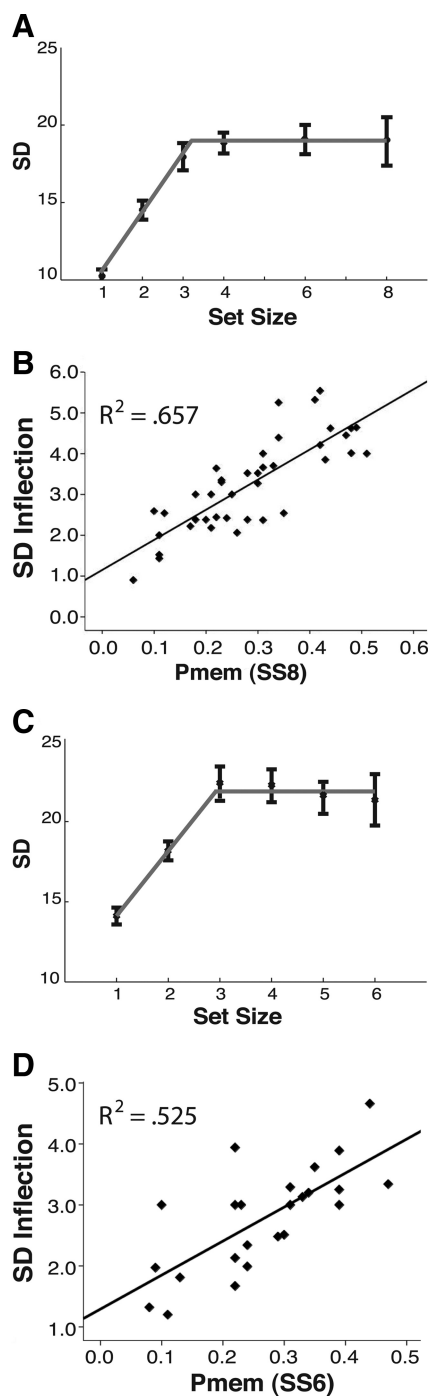 A
25
20
15
10
SD
1 2 3 4 6 8
Set Size
B
6.0
5.0
4.0
3.0
2.0
1.0
0.0
SD Inflection
R² = .657
0.0 0.1 0.2 0.3 0.4 0.5 0.6
Pmem (SS8)
C
25
20
15
10
SD
1 2 3 4 5 6
Set Size
D
5.0
4.0
3.0
2.0
1.0
SD Inflection
R² = .525
0.0 0.1 0.2 0.3 0.4 0.5
Pmem (SS6)